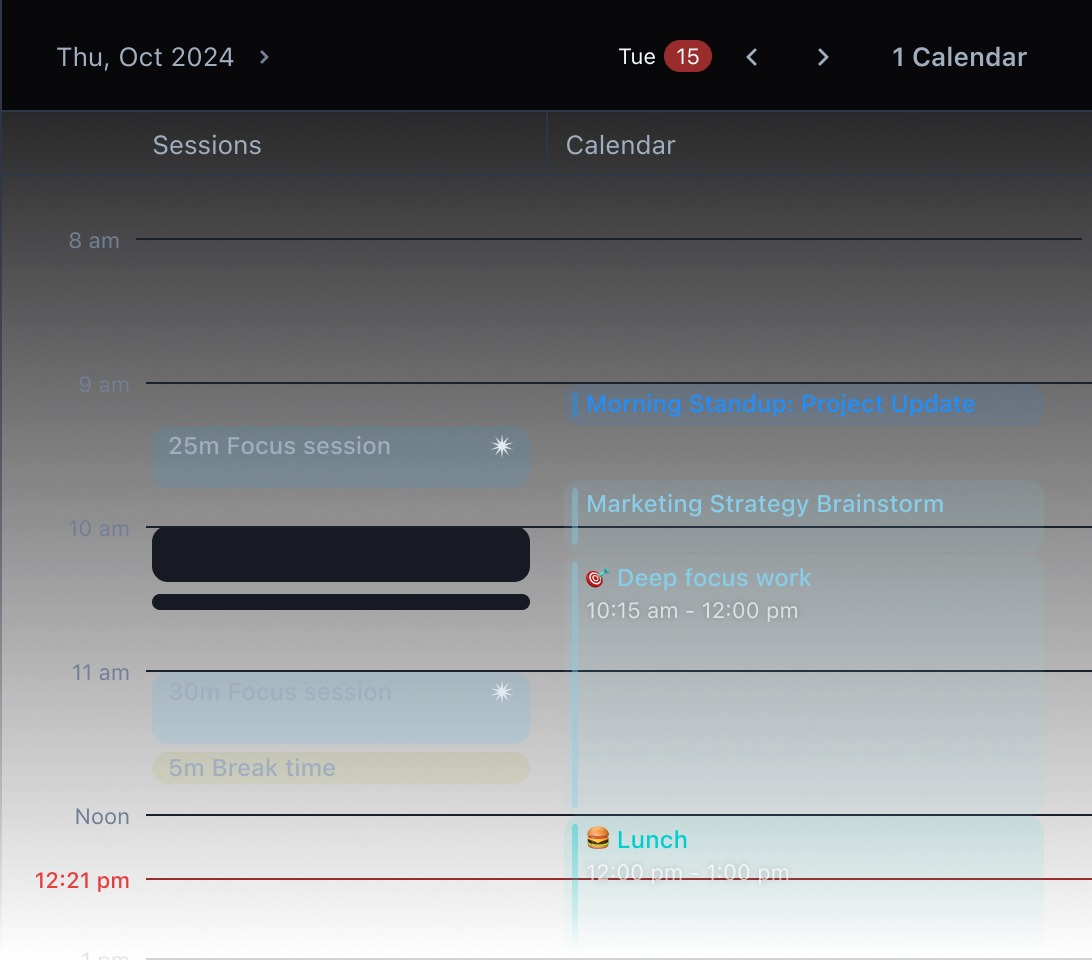 Thu, Oct 2024
Tue 15
1 Calendar
Sessions
Calendar
8 am
9 am
Morning Standup: Project Update
25m Focus session
Marketing Strategy Brainstorm
10 am
Deep focus work
10:15 am - 12:00 pm
11 am
30m Focus session
5m Break time
Noon
Lunch
12:00 pm - 1:00 pm
12:21 pm
1 pm